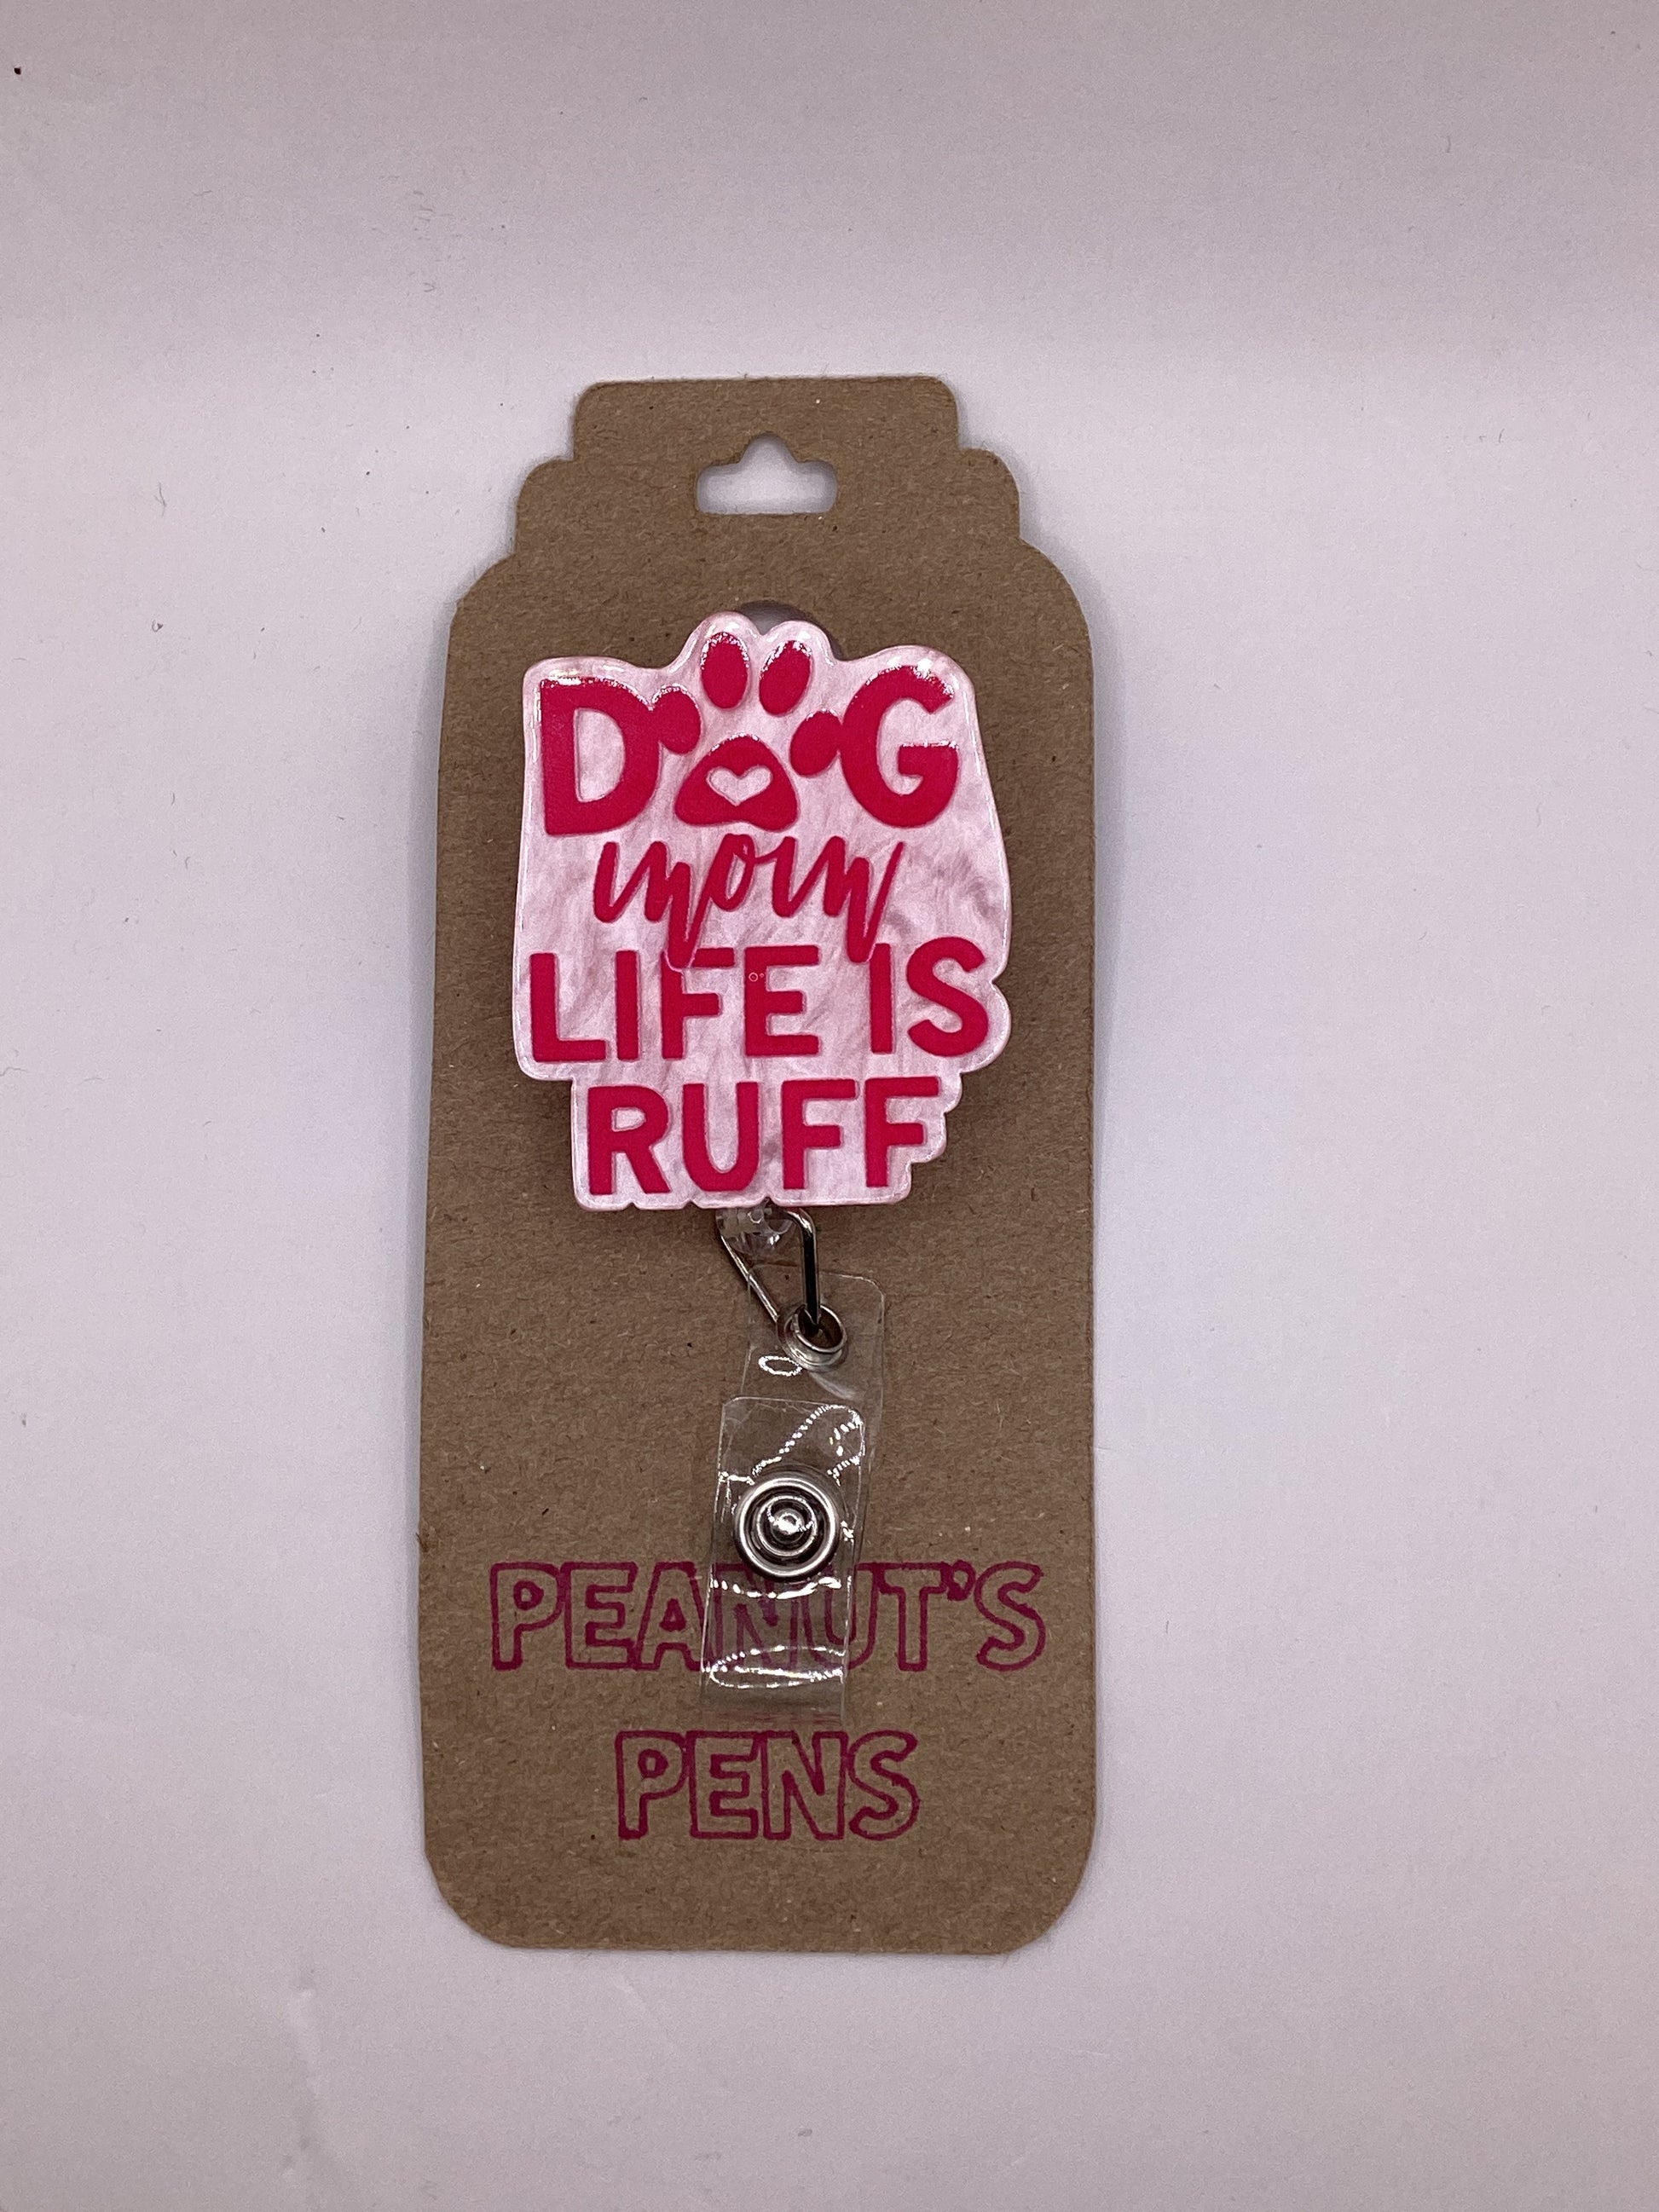 DOG
mom
LIFE IS
RUFF
PEANUT'S
PENS